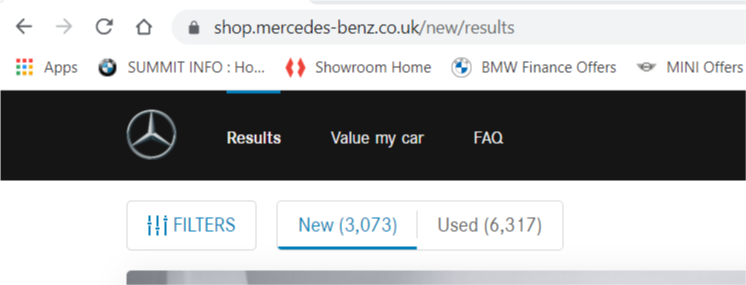 shop.mercedes-benz.co.uk/new/results
Apps SUMMIT INFO : Ho... Showroom Home BMW Finance Offers MINI Offers
Results Value my car FAQ
FILTERS New (3,073) Used (6,317)